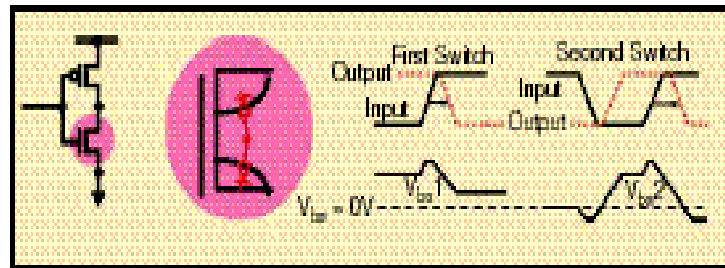 First Switch
Second Switch
Output
Input
Input
Output
V 1
V 2
= 0V